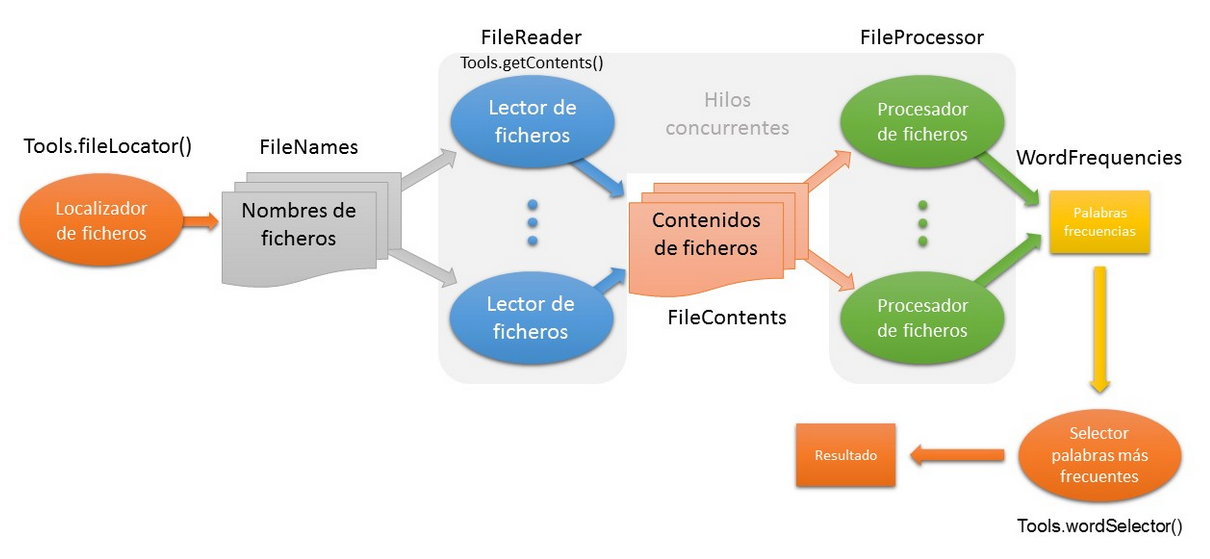 FileReader
FileProcessor
Tools.getContents()
Lector de
ficheros
Hilos
concurrentes
Procesador
de ficheros
Tools.fileLocator()
FileNames
WordFrequencies
Localizador
de ficheros
Nombres de
ficheros
Contenidos
de ficheros
Palabras
frecuencias
Lector de
ficheros
FileContents
Procesador
de ficheros
Selector
palabras más
frecuentes
Resultado
Tools.wordSelector()